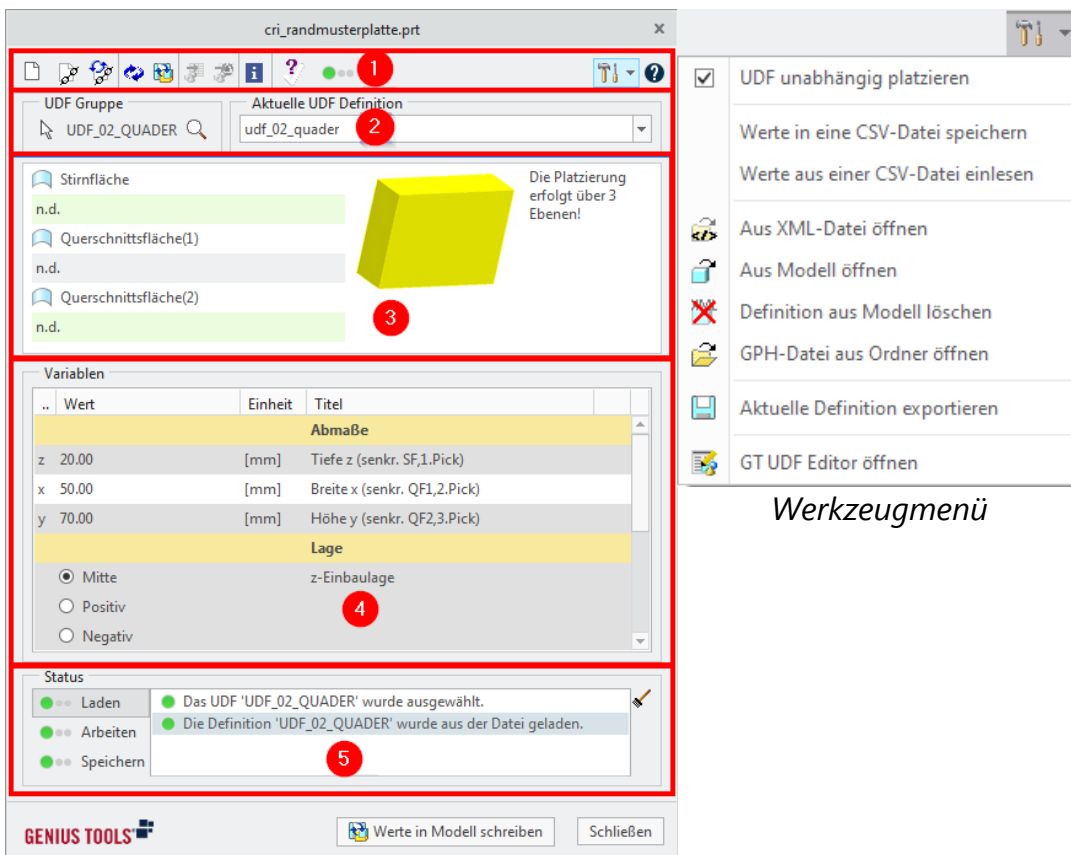 cri_randmusterplatte.prt
1
UDF Gruppe
UDF_02_QUADER
Aktuelle UDF Definition
udf_02_quader
2
Stirnfläche
n.d.
Querschnittsfläche(1)
n.d.
Querschnittsfläche(2)
n.d.
Die Platzierung
erfolgt über 3
Ebenen!
3
Variablen
.. Wert Einheit Titel
Abmaße
z 20.00 [mm] Tiefe z (senkr. SF,1.Pick)
x 50.00 [mm] Breite x (senkr. QF1,2.Pick)
y 70.00 [mm] Höhe y (senkr. QF2,3.Pick)
Lage
Mitte z-Einbaulage
Positiv
Negativ
4
Status
Laden
Arbeiten
Speichern
Das UDF 'UDF_02_QUADER' wurde ausgewählt.
Die Definition 'UDF_02_QUADER' wurde aus der Datei geladen.
5
GENIUS TOOLS
Werte in Modell schreiben
Schließen
UDF unabhängig platzieren
Werte in eine CSV-Datei speichern
Werte aus einer CSV-Datei einlesen
Aus XML-Datei öffnen
Aus Modell öffnen
Definition aus Modell löschen
GPH-Datei aus Ordner öffnen
Aktuelle Definition exportieren
GT UDF Editor öffnen
Werkzeugmenü